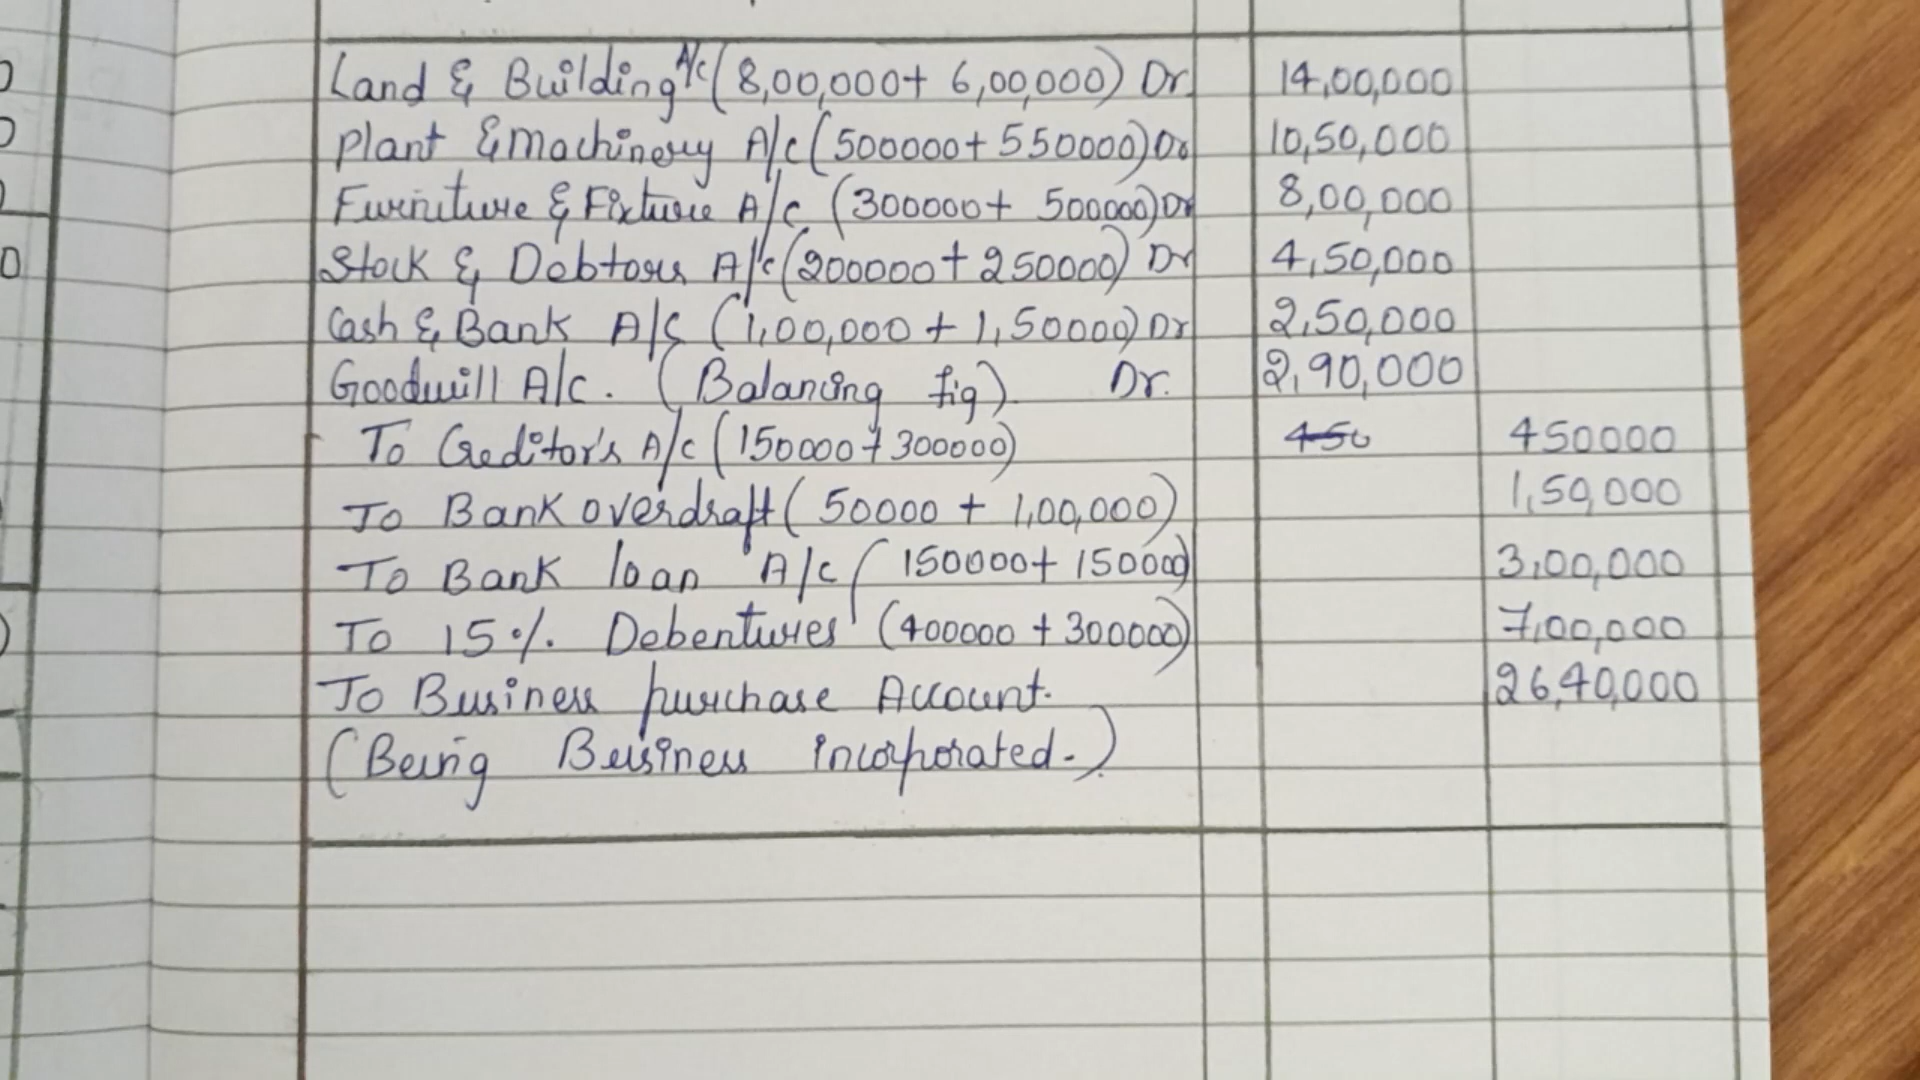 Land & Building A/c (8,00,000+ 6,00,000) Dr. 14,00,000
Plant & Machinery A/c (500000+ 550000) Dr 10,50,000
Furniture & Fixture A/c (300000+ 500000) Dr 8,00,000
Stock & Debtors A/c (200000+ 250000) Dr 4,50,000
Cash & Bank A/c (1,00,000 + 1,50000) Dr 2,50,000
Goodwill A/c. (Balancing fig) Dr. 2,90,000
To Creditor's A/c (150000+300000) 450 450000
To Bank overdraft (50000 + 1,00,000) 1,50,000
To Bank loan A/c (150000+ 150000) 3,00,000
To 15% Debentures (400000 + 300000) 7,00,000
To Business purchase Account. 26,40,000
(Being Business incorporated.)